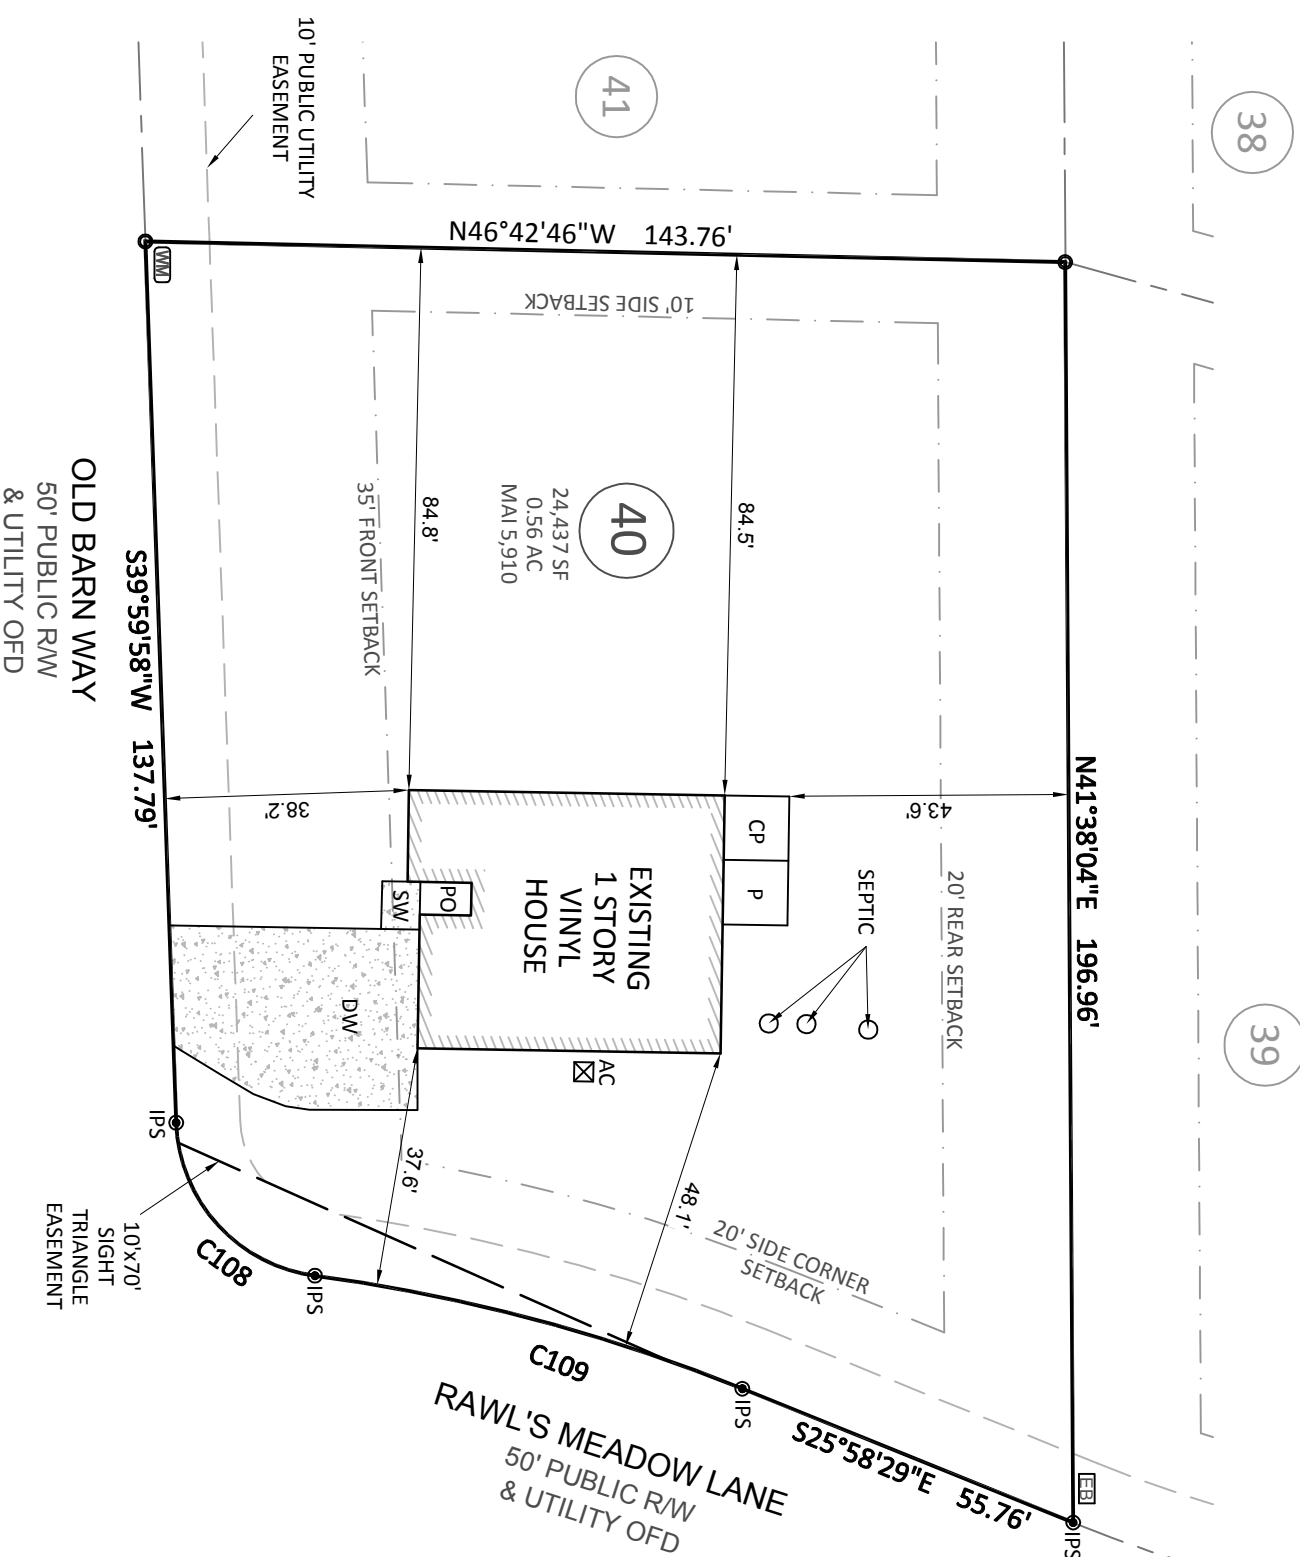 10' PUBLIC UTILITY
EASEMENT
41
38
N46°42'46"W 143.76'
WM
10' SIDE SETBACK
40
24,437 SF
0.56 AC
MAI 5,910
84.8'
84.5'
35' FRONT SETBACK
OLD BARN WAY
50' PUBLIC R/W
& UTILITY OFD
S39°59'58"W 137.79'
N41°38'04"E 196.96'
38.2'
43.6'
CP
P
EXISTING
1 STORY
VINYL
HOUSE
PO
SW
DW
SEPTIC
20' REAR SETBACK
39
AC
IPS
37.6'
48.1'
20' SIDE CORNER
SETBACK
10'x70'
SIGHT
TRIANGLE
EASEMENT
C108
IPS
C109
IPS
RAWL'S MEADOW LANE
50' PUBLIC R/W
& UTILITY OFD
S25°58'29"E 55.76'
EB
IPS